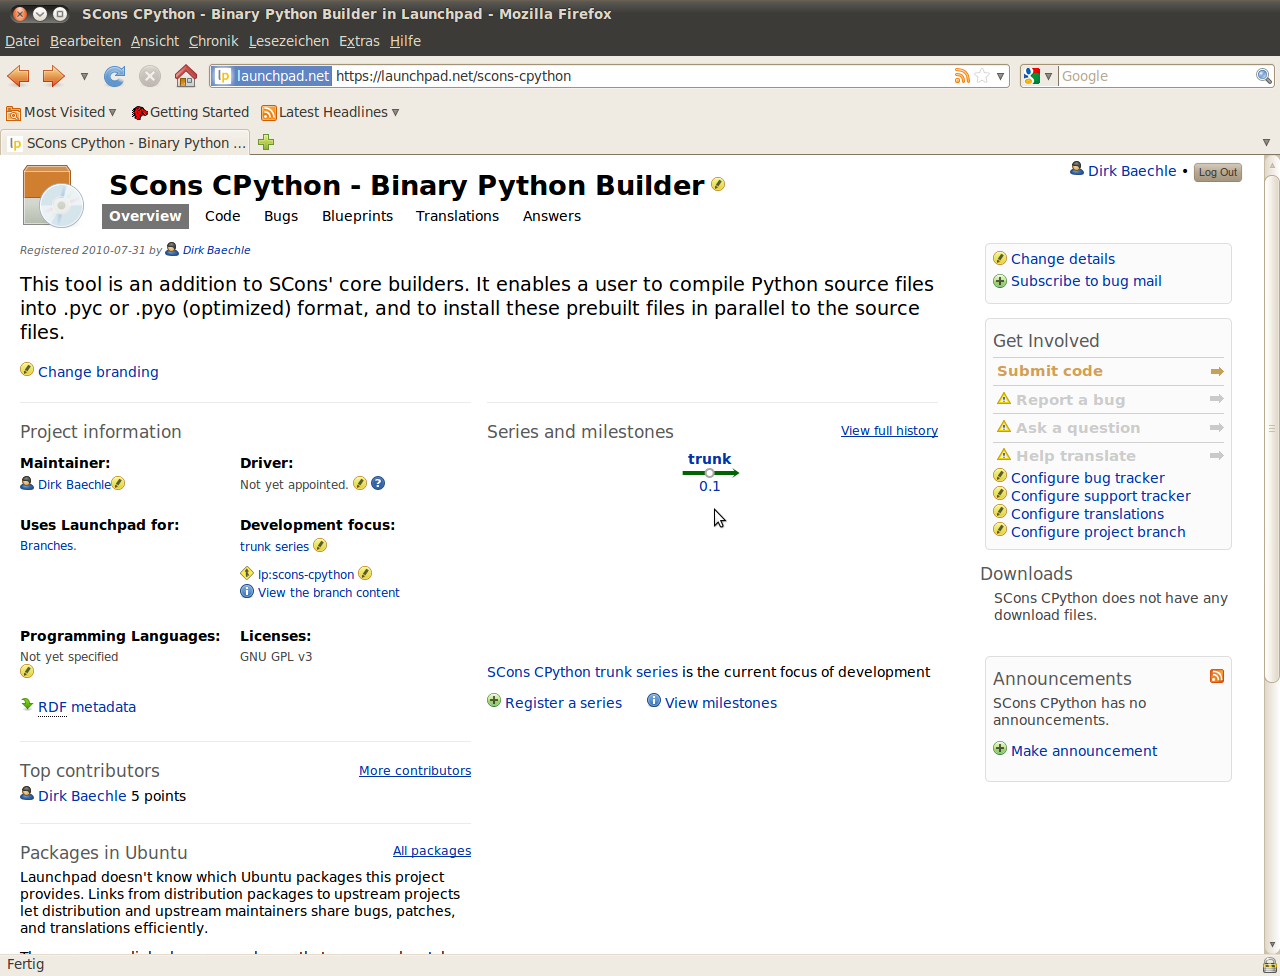 SCons CPython - Binary Python Builder in Launchpad - Mozilla Firefox
Datei Bearbeiten Ansicht Chronik Lesezeichen Extras Hilfe
lp launchpad.net https://launchpad.net/scons-cpython
Google
Most Visited Getting Started Latest Headlines
lp SCons CPython - Binary Python ...
Dirk Baechle • Log Out
SCons CPython - Binary Python Builder
Overview Code Bugs Blueprints Translations Answers
Registered 2010-07-31 by Dirk Baechle
This tool is an addition to SCons' core builders. It enables a user to compile Python source files
into .pyc or .pyo (optimized) format, and to install these prebuilt files in parallel to the source
files.
Change branding
Project information
Maintainer:
Dirk Baechle
Driver:
Not yet appointed.
Uses Launchpad for:
Branches.
Development focus:
trunk series
lp:scons-cpython
View the branch content
Programming Languages:
Not yet specified
Licenses:
GNU GPL v3
RDF metadata
Top contributors
More contributors
Dirk Baechle 5 points
Packages in Ubuntu
All packages
Launchpad doesn't know which Ubuntu packages this project
provides. Links from distribution packages to upstream projects
let distribution and upstream maintainers share bugs, patches,
and translations efficiently.
Series and milestones
View full history
trunk
0.1
SCons CPython trunk series is the current focus of development
Register a series
View milestones
Change details
Subscribe to bug mail
Get Involved
Submit code
Report a bug
Ask a question
Help translate
Configure bug tracker
Configure support tracker
Configure translations
Configure project branch
Downloads
SCons CPython does not have any
download files.
Announcements
SCons CPython has no
announcements.
Make announcement
Fertig